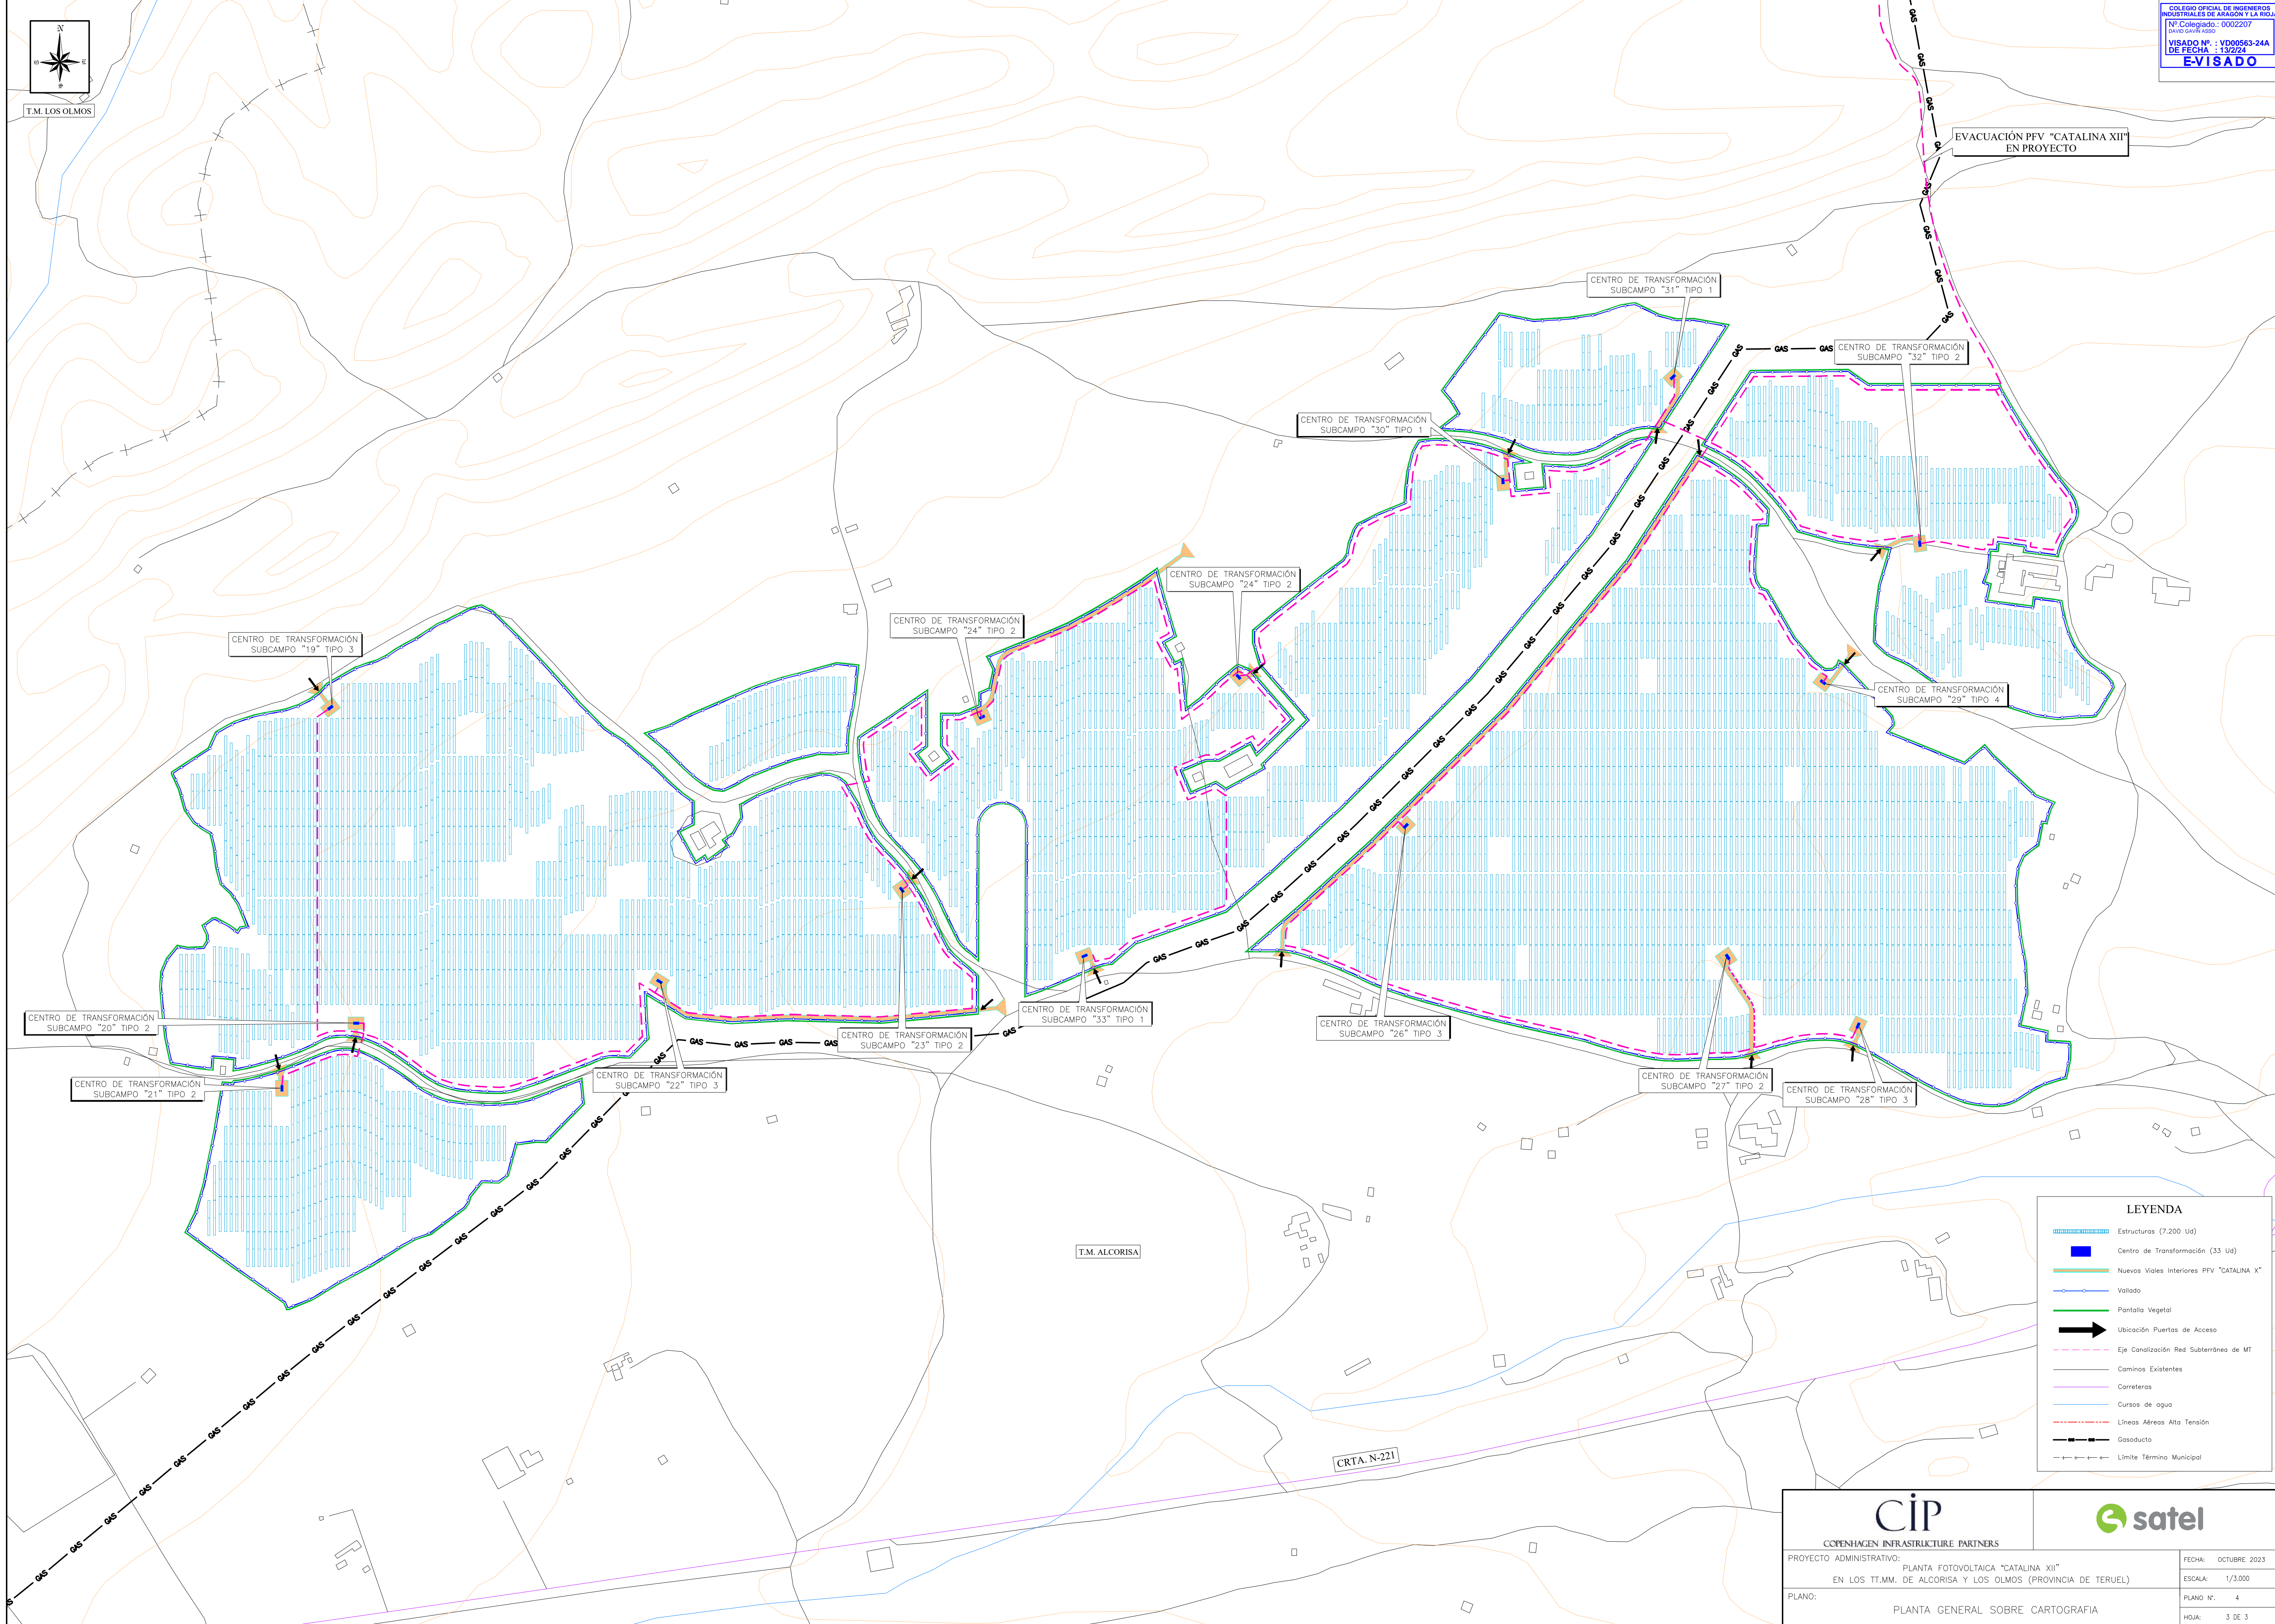 N
E
S
O
T.M. LOS OLMOS
COLEGIO OFICIAL DE INGENIEROS
INDUSTRIALES DE ARAGÓN Y LA RIOJA
Nº.Colegiado.: 0002207
DAVID GAVÍN ASSO
VISADO Nº. : VD00563-24A
DE FECHA : 13/2/24
E-VISADO
EVACUACIÓN PFV "CATALINA XII"
EN PROYECTO
CENTRO DE TRANSFORMACIÓN
SUBCAMPO "31" TIPO 1
CENTRO DE TRANSFORMACIÓN
SUBCAMPO "32" TIPO 2
CENTRO DE TRANSFORMACIÓN
SUBCAMPO "30" TIPO 1
CENTRO DE TRANSFORMACIÓN
SUBCAMPO "24" TIPO 2
CENTRO DE TRANSFORMACIÓN
SUBCAMPO "24" TIPO 2
CENTRO DE TRANSFORMACIÓN
SUBCAMPO "19" TIPO 3
CENTRO DE TRANSFORMACIÓN
SUBCAMPO "29" TIPO 4
CENTRO DE TRANSFORMACIÓN
SUBCAMPO "20" TIPO 2
CENTRO DE TRANSFORMACIÓN
SUBCAMPO "33" TIPO 1
CENTRO DE TRANSFORMACIÓN
SUBCAMPO "23" TIPO 2
CENTRO DE TRANSFORMACIÓN
SUBCAMPO "26" TIPO 3
CENTRO DE TRANSFORMACIÓN
SUBCAMPO "21" TIPO 2
CENTRO DE TRANSFORMACIÓN
SUBCAMPO "22" TIPO 3
CENTRO DE TRANSFORMACIÓN
SUBCAMPO "27" TIPO 2
CENTRO DE TRANSFORMACIÓN
SUBCAMPO "28" TIPO 3
GAS GAS GAS GAS GAS GAS
T.M. ALCORISA
CRTA. N-221
LEYENDA
Estructuras (7.200 Ud)
Centro de Transformación (33 Ud)
Nuevos Viales Interiores PFV "CATALINA X"
Vallado
Pantalla Vegetal
Ubicación Puertas de Acceso
Eje Canalización Red Subterránea de MT
Caminos Existentes
Carreteras
Cursos de agua
Líneas Aéreas Alta Tensión
Gasoducto
Límite Término Municipal
CIP
COPENHAGEN INFRASTRUCTURE PARTNERS
satel
PROYECTO ADMINISTRATIVO:
PLANTA FOTOVOLTAICA "CATALINA XII"
EN LOS TT.MM. DE ALCORISA Y LOS OLMOS (PROVINCIA DE TERUEL)
FECHA: OCTUBRE 2023
ESCALA: 1/3.000
PLANO:
PLANTA GENERAL SOBRE CARTOGRAFIA
PLANO Nº. 4
HOJA: 3 DE 3